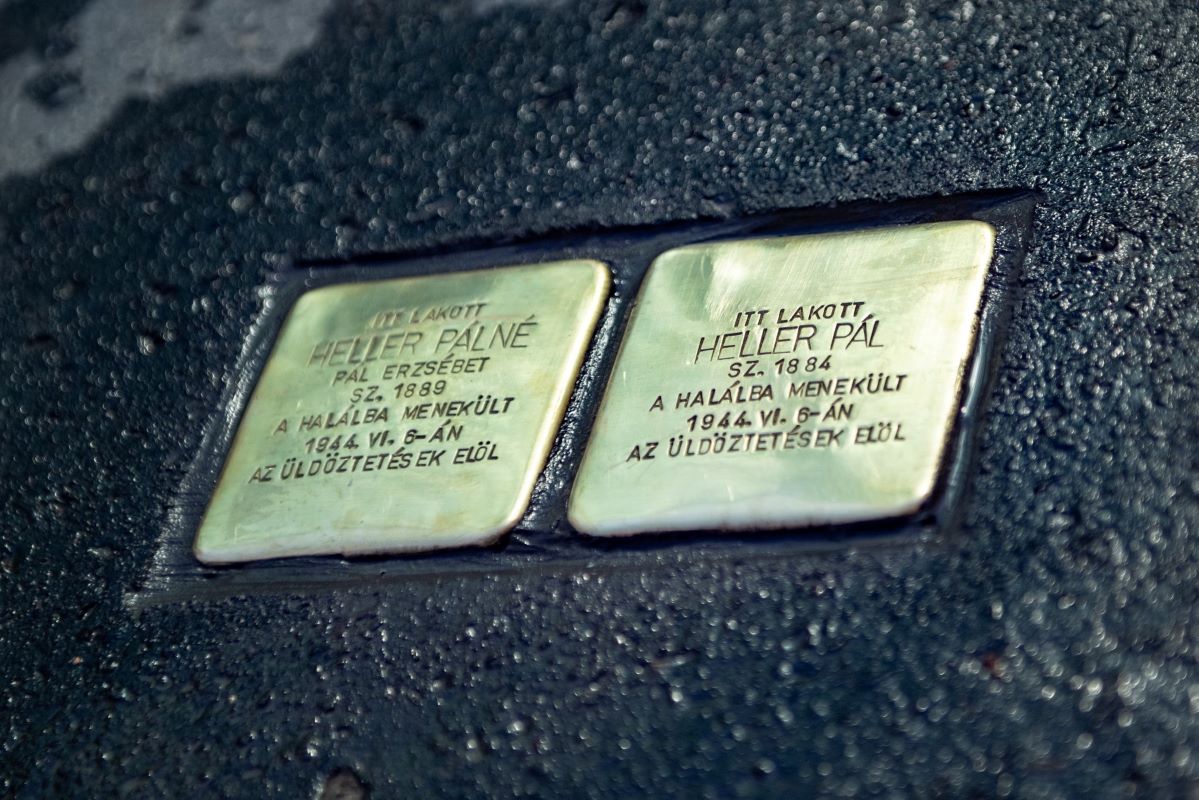 ITT LAKOTT
HELLER PÁLNÉ
PÁL ERZSÉBET
SZ. 1889
A HALÁLBA MENEKÜLT
1944. VI. 6-ÁN
AZ ÜLDÖZTETÉSEK ELŐL
ITT LAKOTT
HELLER PÁL
SZ. 1884
A HALÁLBA MENEKÜLT
1944. VI. 6-ÁN
AZ ÜLDÖZTETÉSEK ELŐL